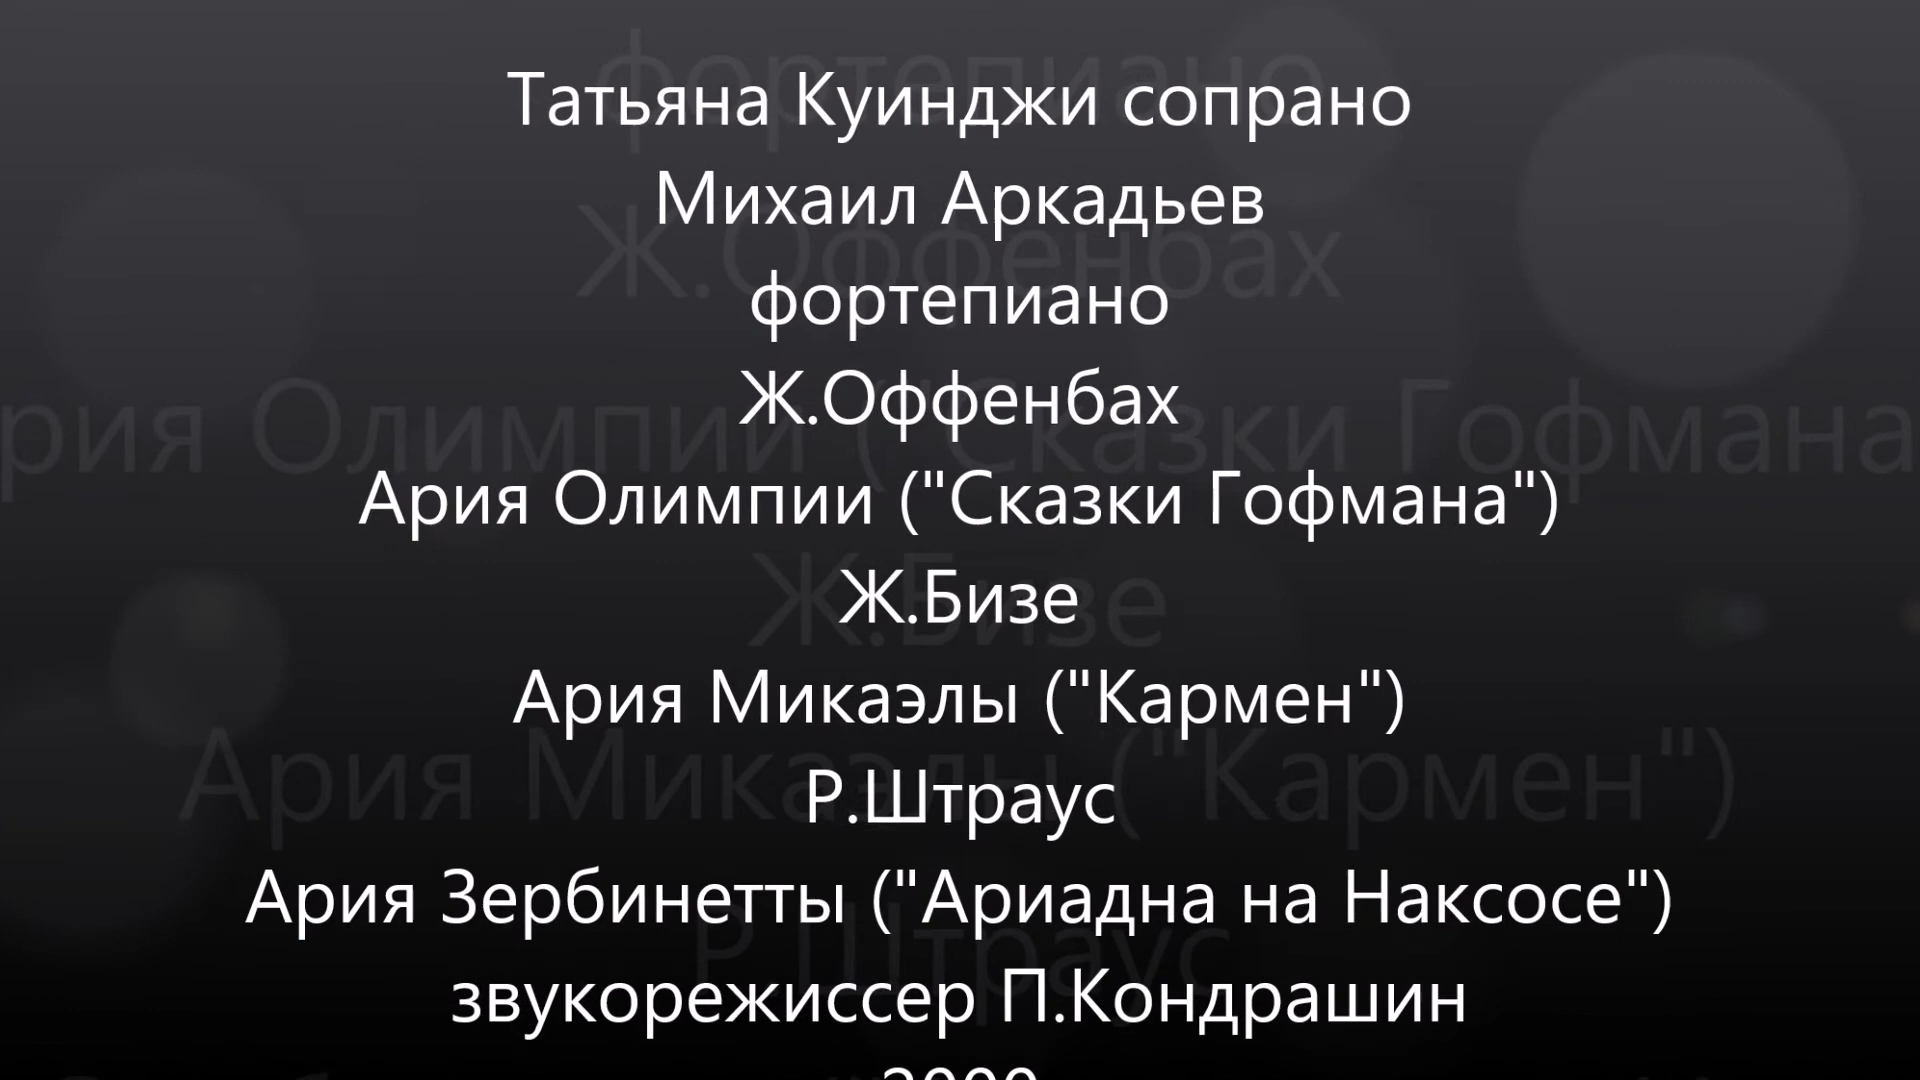 Татьяна Куинджи сопрано
Михаил Аркадьев
фортепиано
Ж.Оффенбах
Ария Олимпии ("Сказки Гофмана")
Ж.Бизе
Ария Микаэлы ("Кармен")
Р.Штраус
Ария Зербинетты ("Ариадна на Наксосе")
звукорежиссер П.Кондрашин